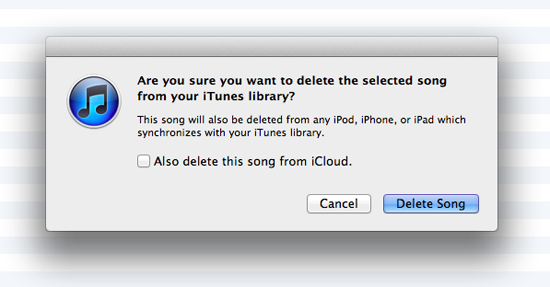 Are you sure you want to delete the selected song
from your iTunes library?
This song will also be deleted from any iPod, iPhone, or iPad which
synchronizes with your iTunes library.
Also delete this song from iCloud.
Cancel
Delete Song